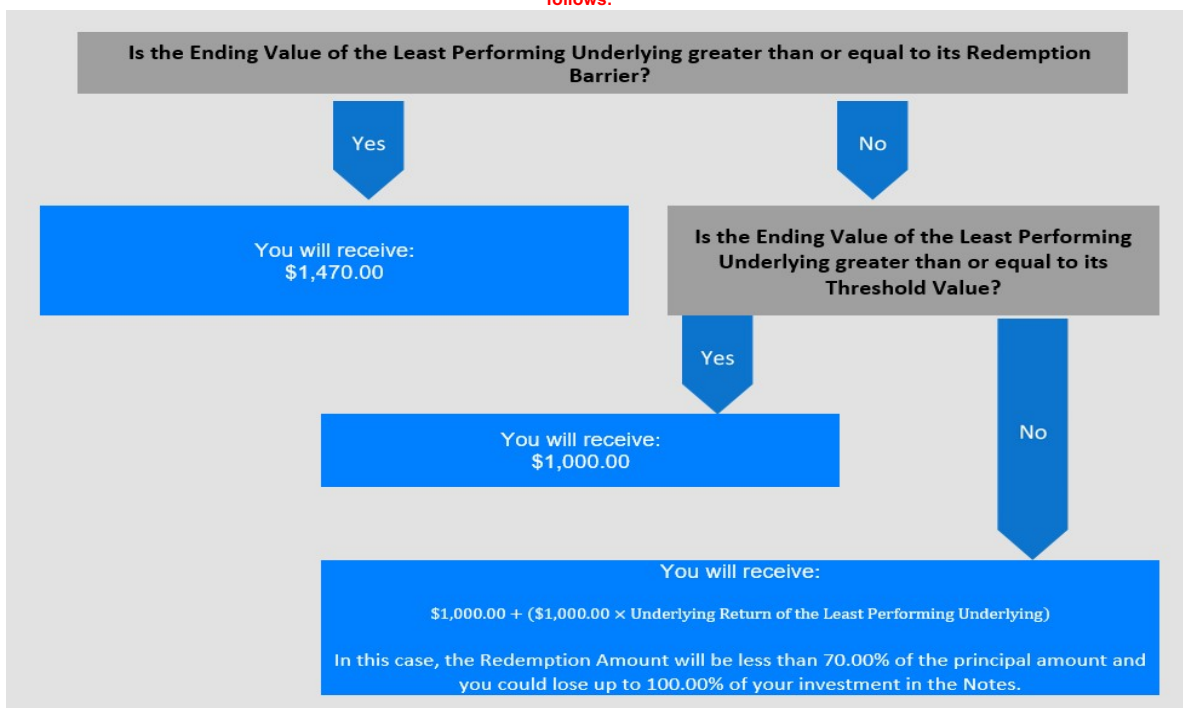 follows:
Is the Ending Value of the Least Performing Underlying greater than or equal to its Redemption
Barrier?
Yes
No
You will receive:
$1,470.00
Is the Ending Value of the Least Performing
Underlying greater than or equal to its
Threshold Value?
Yes
No
You will receive:
$1,000.00
You will receive:
$1,000.00 + ($1,000.00 × Underlying Return of the Least Performing Underlying)
In this case, the Redemption Amount will be less than 70.00% of the principal amount and
you could lose up to 100.00% of your investment in the Notes.